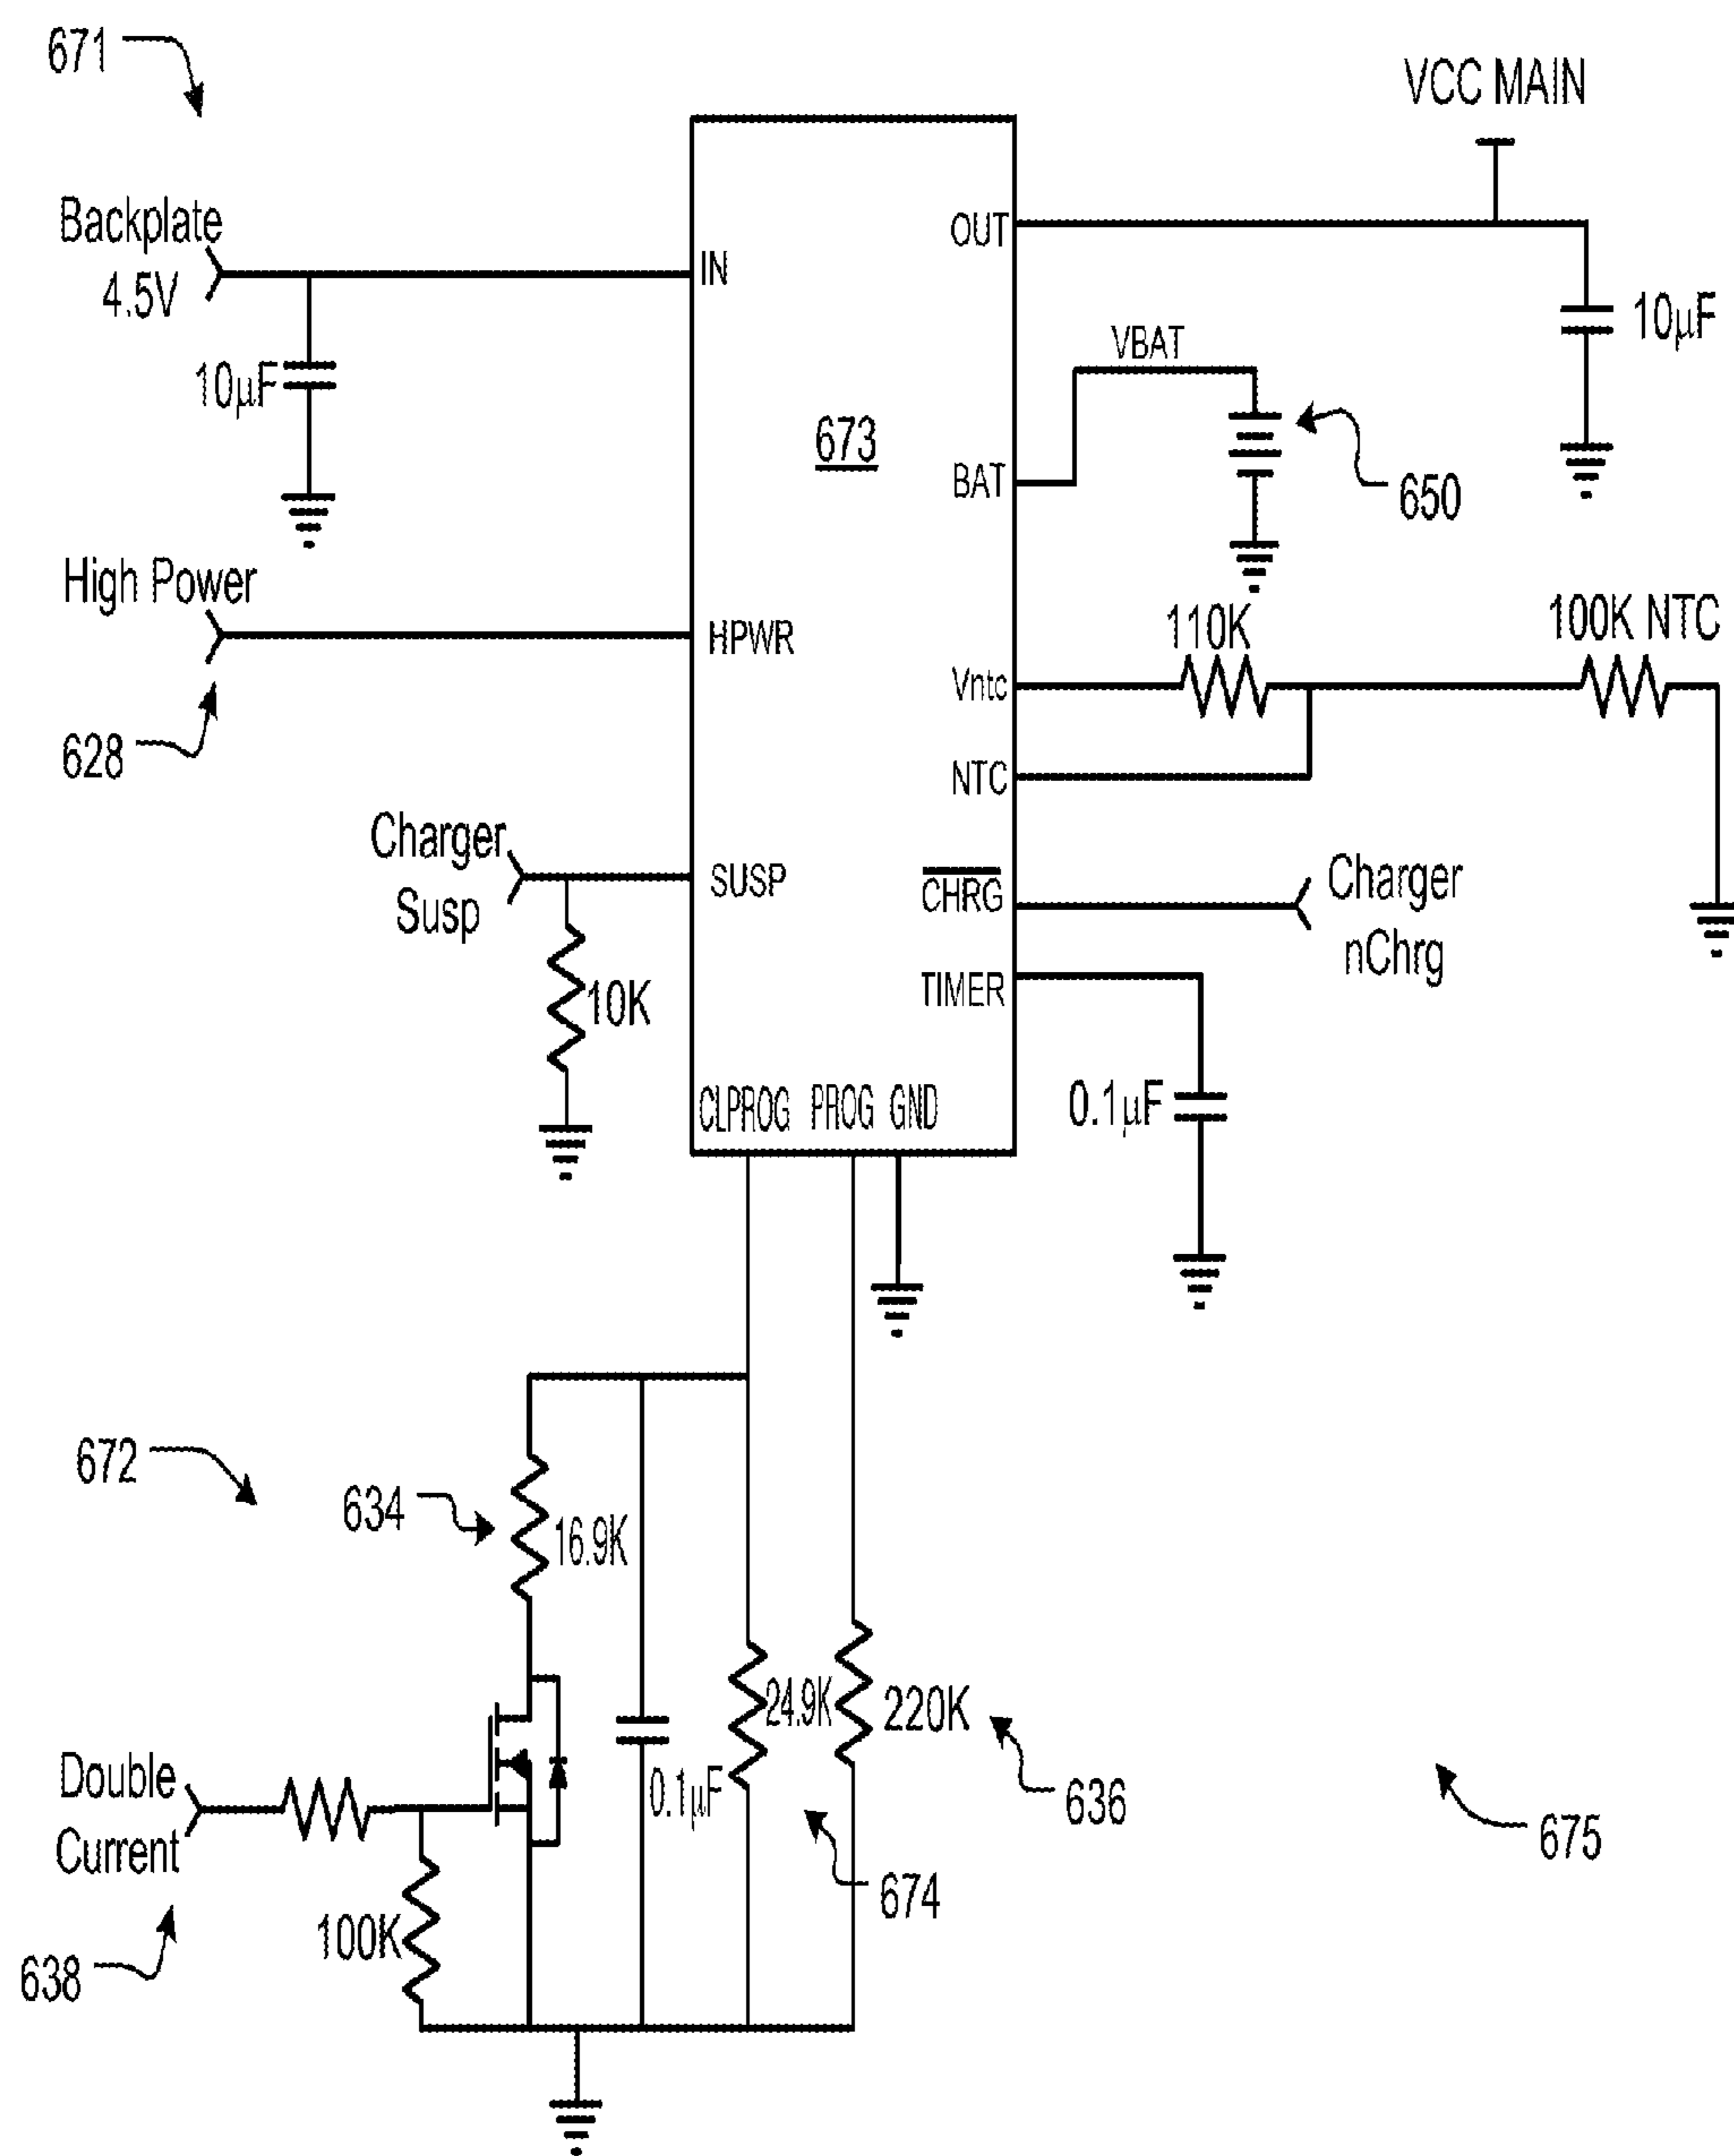 671
VCC MAIN
Backplate
4.5V
IN
OUT
10µF
10µF
VBAT
673
BAT
650
High Power
HPWR
628
110K
100K NTC
Vntc
NTC
Charger
Susp
SUSP
10K
CHRG
Charger
nChrg
TIMER
0.1µF
CLPROG PROG GND
672
634
16.9K
24.9K
220K
636
0.1µF
674
675
Double
Current
100K
638